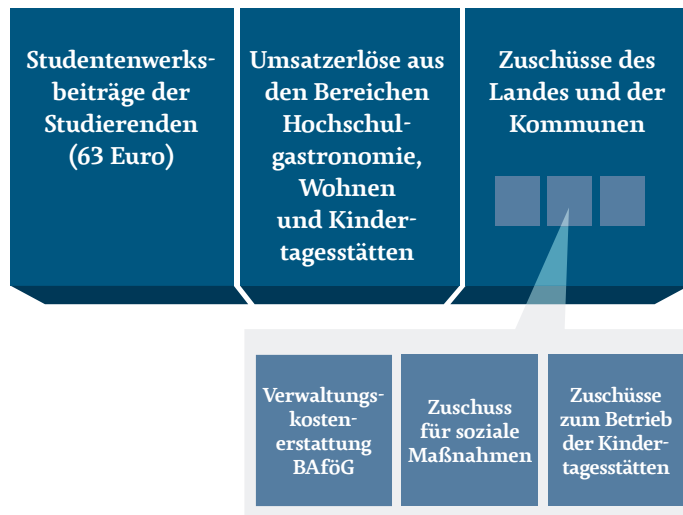 Studentenwerks-
beiträge der
Studierenden
(63 Euro)
Umsatzerlöse aus
den Bereichen
Hochschul-
gastronomie,
Wohnen
und Kinder-
tagesstätten
Zuschüsse des
Landes und der
Kommunen
Verwaltungs-
kosten-
erstattung
BAföG
Zuschuss
für soziale
Maßnahmen
Zuschüsse
zum Betrieb
der Kinder-
tagesstätten